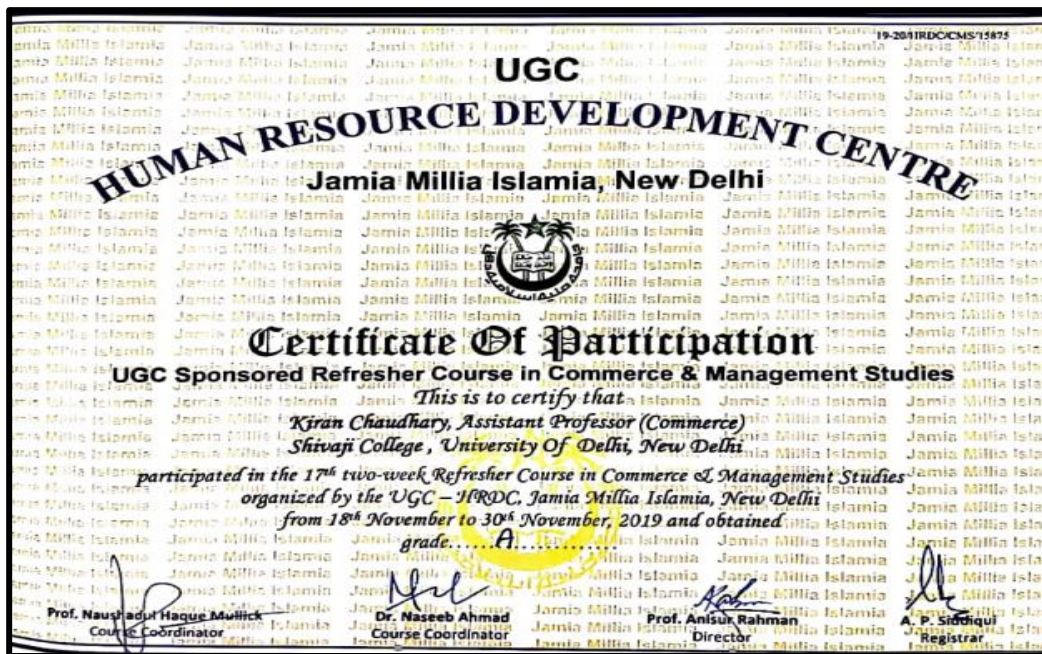 19-20/HRDC/CMS/15875
UGC
HUMAN RESOURCE DEVELOPMENT CENTRE
Jamia Millia Islamia, New Delhi
Certificate Of Participation
UGC Sponsored Refresher Course in Commerce & Management Studies
This is to certify that
Kiran Chaudhary, Assistant Professor (Commerce)
Shivaji College , University Of Delhi, New Delhi
participated in the 17th two-week Refresher Course in Commerce & Management Studies
organized by the UGC – HRDC, Jamia Millia Islamia, New Delhi
from 18th November to 30th November, 2019 and obtained
grade......A..............
Prof. Naushadul Haque Mullick
Course Coordinator
Dr. Naseeb Ahmad
Course Coordinator
Prof. Anisur Rahman
Director
A. P. Siddiqui
Registrar